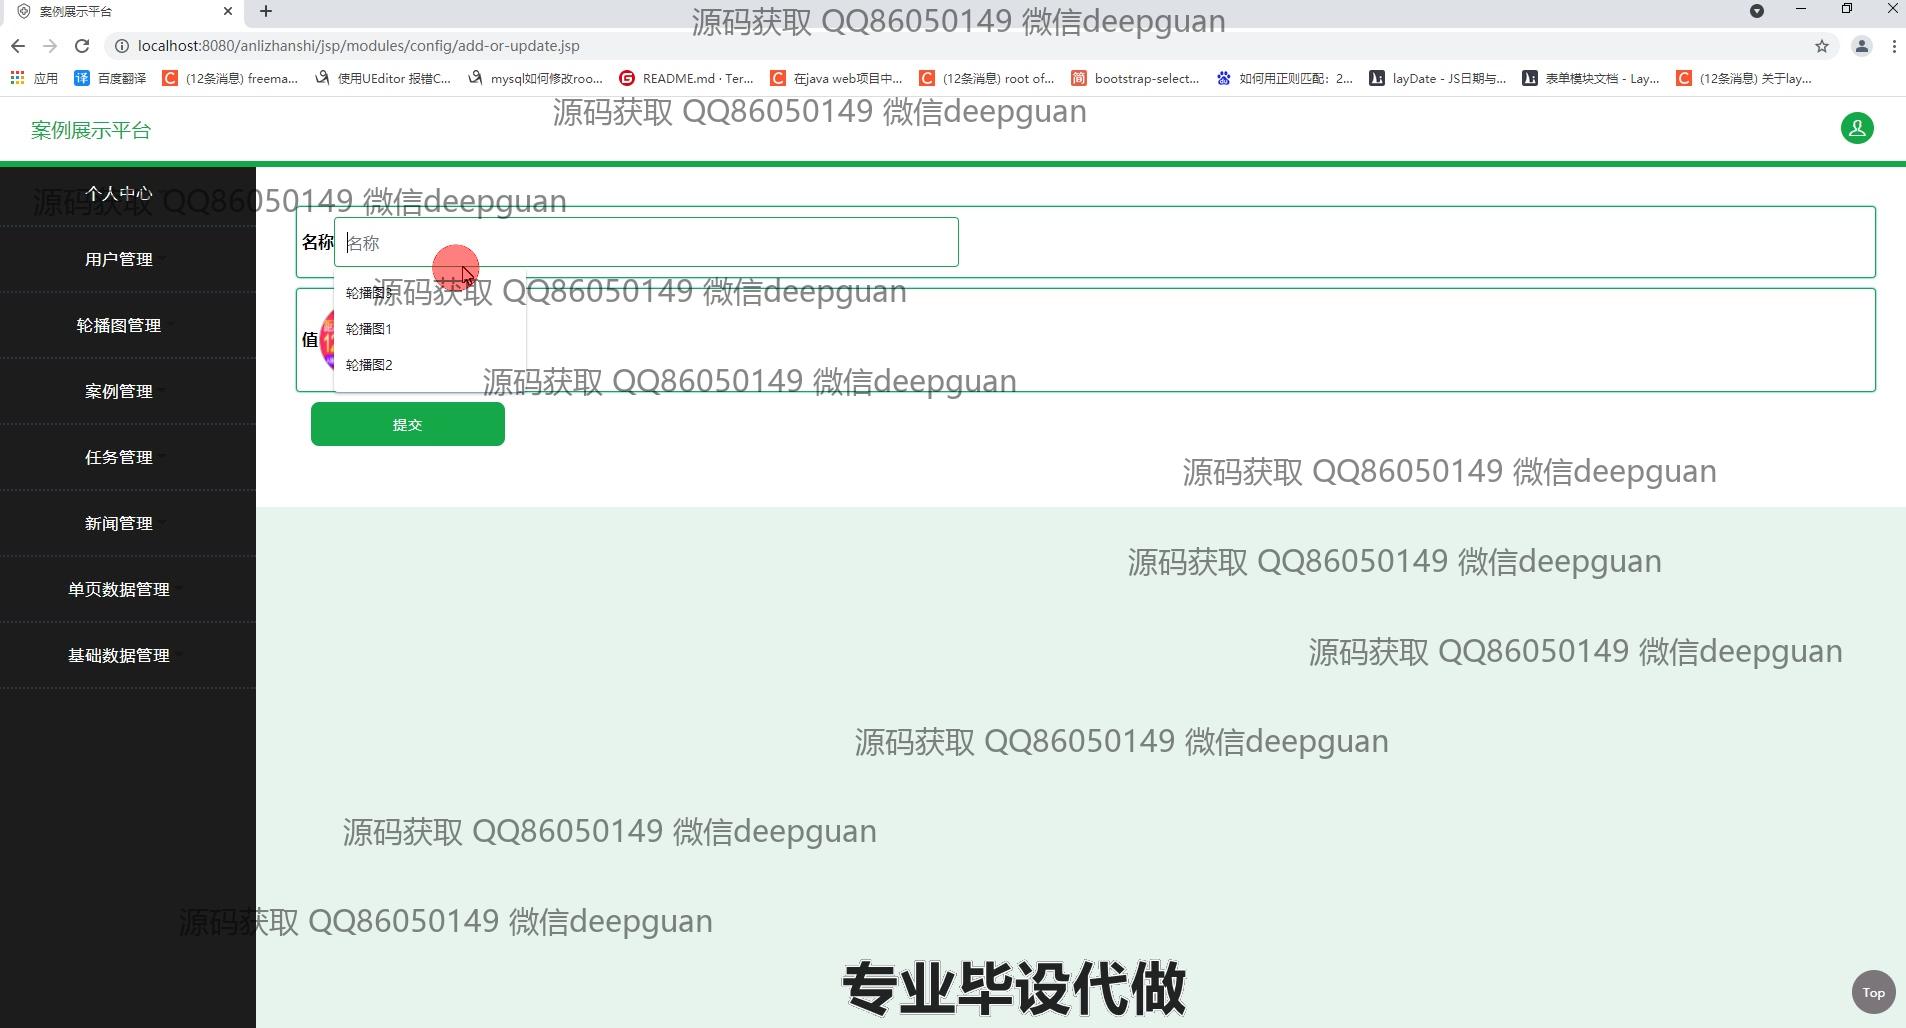 案例展示平台
源码获取 QQ86050149 微信deepguan
localhost:8080/anlizhanshi/jsp/modules/config/add-or-update.jsp
应用 百度翻译 (12条消息) freema... 使用UEditor 报错C... mysql如何修改roo... README.md · Ter... 在java web项目中... (12条消息) root of... bootstrap-select... 如何用正则匹配：2... layDate - JS日期与... 表单模块文档 - Lay... (12条消息) 关于lay...
源码获取 QQ86050149 微信deepguan
案例展示平台
个人中心
源码获取 QQ86050149 微信deepguan
名称 名称
用户管理
轮播图3
源码获取 QQ86050149 微信deepguan
轮播图管理
轮播图1
值
轮播图2
源码获取 QQ86050149 微信deepguan
案例管理
提交
任务管理
源码获取 QQ86050149 微信deepguan
新闻管理
源码获取 QQ86050149 微信deepguan
单页数据管理
源码获取 QQ86050149 微信deepguan
基础数据管理
源码获取 QQ86050149 微信deepguan
源码获取 QQ86050149 微信deepguan
源码获取 QQ86050149 微信deepguan
专业毕设代做
Top